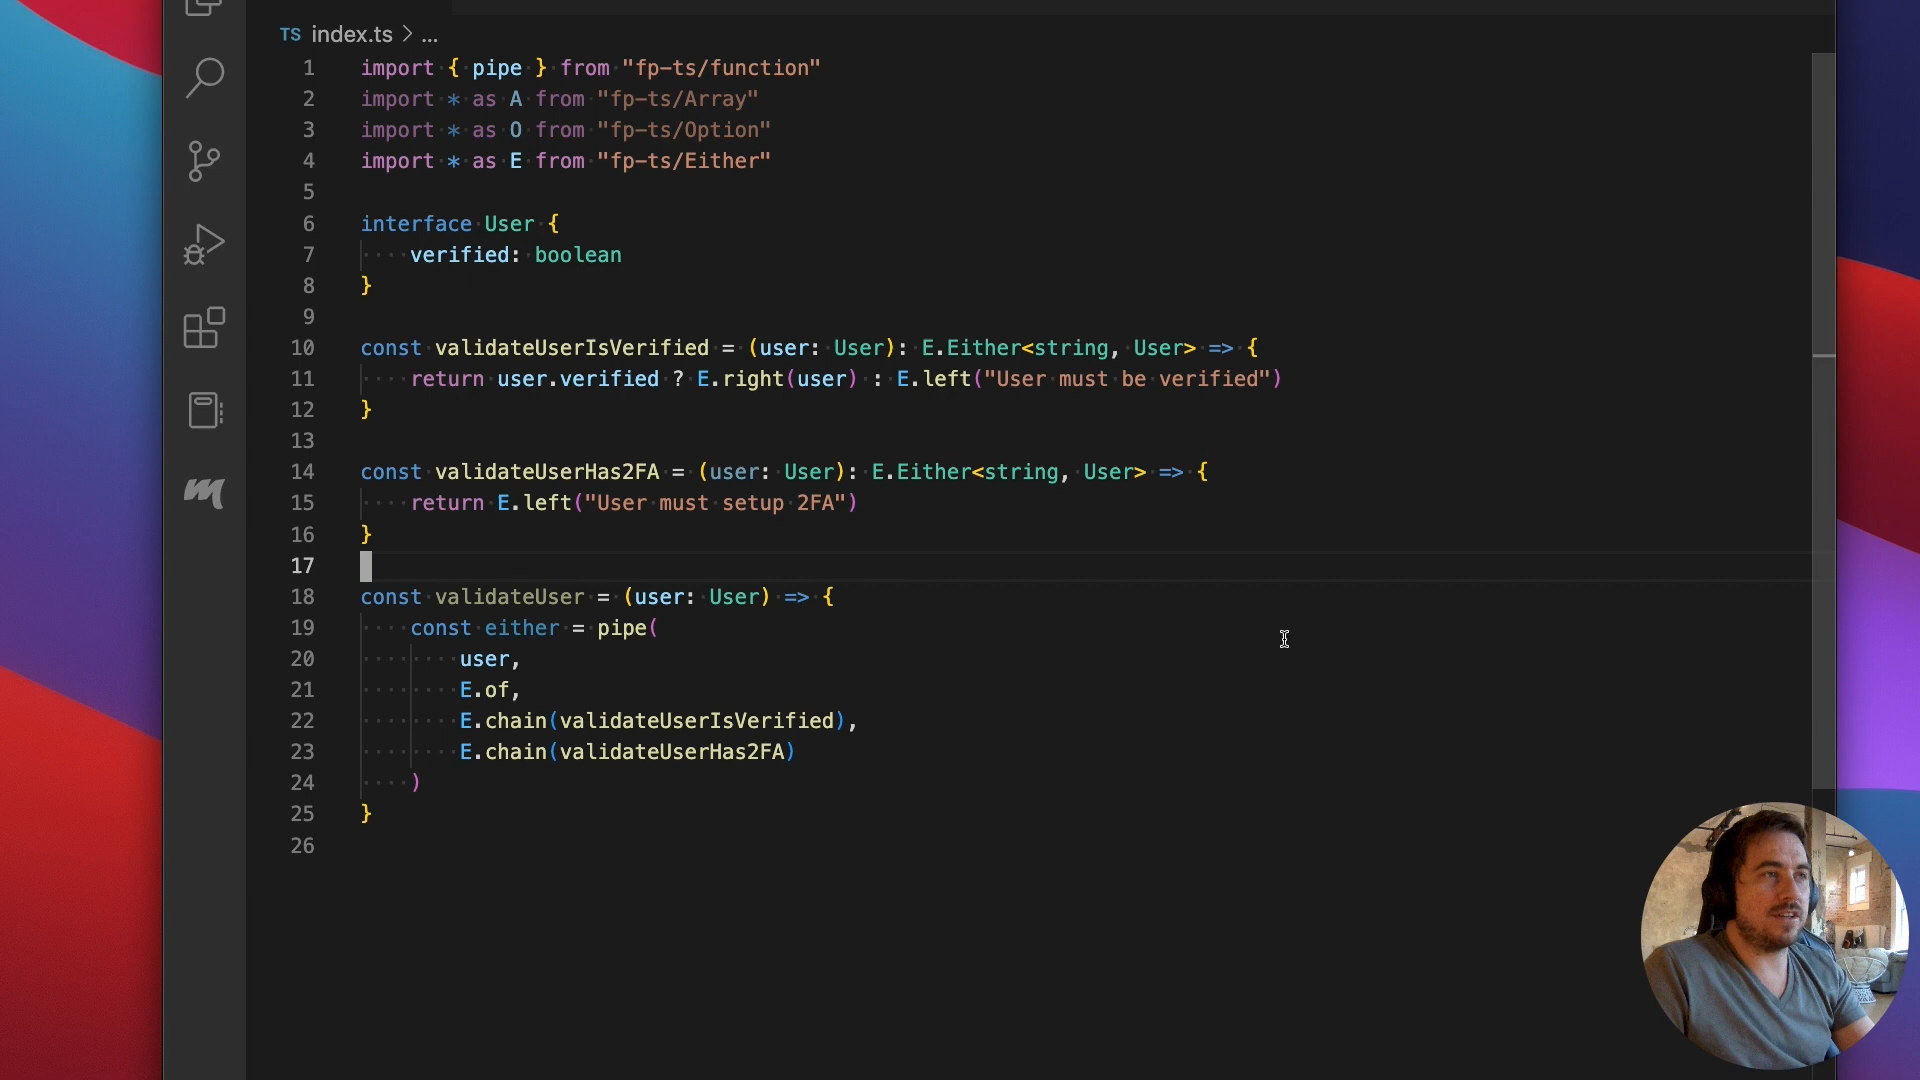 TS index.ts > ...
1 import { pipe } from "fp-ts/function"
2 import * as A from "fp-ts/Array"
3 import * as O from "fp-ts/Option"
4 import * as E from "fp-ts/Either"
5
6 interface User {
7 verified: boolean
8 }
9
10 const validateUserIsVerified = (user: User): E.Either<string, User> => {
11 return user.verified ? E.right(user) : E.left("User must be verified")
12 }
13
14 const validateUserHas2FA = (user: User): E.Either<string, User> => {
15 return E.left("User must setup 2FA")
16 }
17
18 const validateUser = (user: User) => {
19 const either = pipe(
20 user,
21 E.of,
22 E.chain(validateUserIsVerified),
23 E.chain(validateUserHas2FA)
24 )
25 }
26